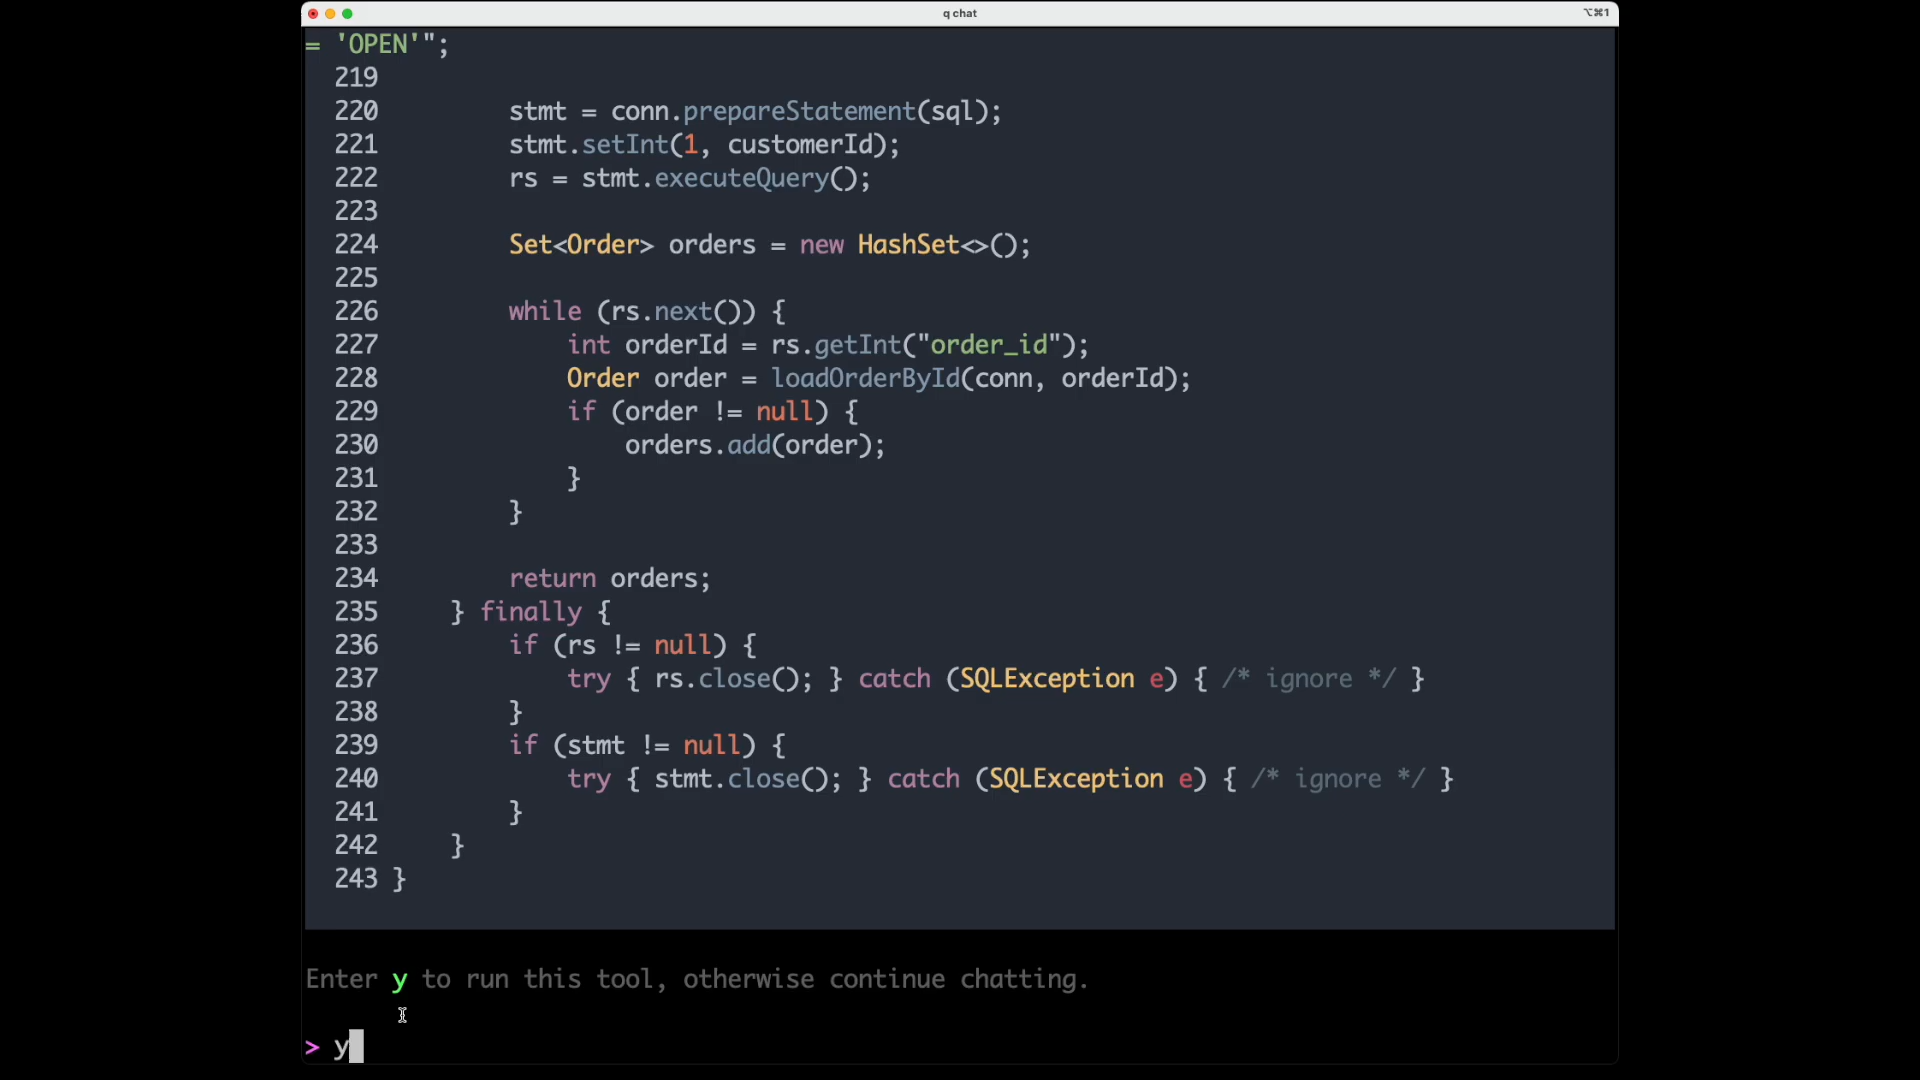 q chat
⌥⌘1
= 'OPEN'";
219
220 stmt = conn.prepareStatement(sql);
221 stmt.setInt(1, customerId);
222 rs = stmt.executeQuery();
223
224 Set<Order> orders = new HashSet<>();
225
226 while (rs.next()) {
227 int orderId = rs.getInt("order_id");
228 Order order = loadOrderById(conn, orderId);
229 if (order != null) {
230 orders.add(order);
231 }
232 }
233
234 return orders;
235 } finally {
236 if (rs != null) {
237 try { rs.close(); } catch (SQLException e) { /* ignore */ }
238 }
239 if (stmt != null) {
240 try { stmt.close(); } catch (SQLException e) { /* ignore */ }
241 }
242 }
243 }
Enter y to run this tool, otherwise continue chatting.
> y